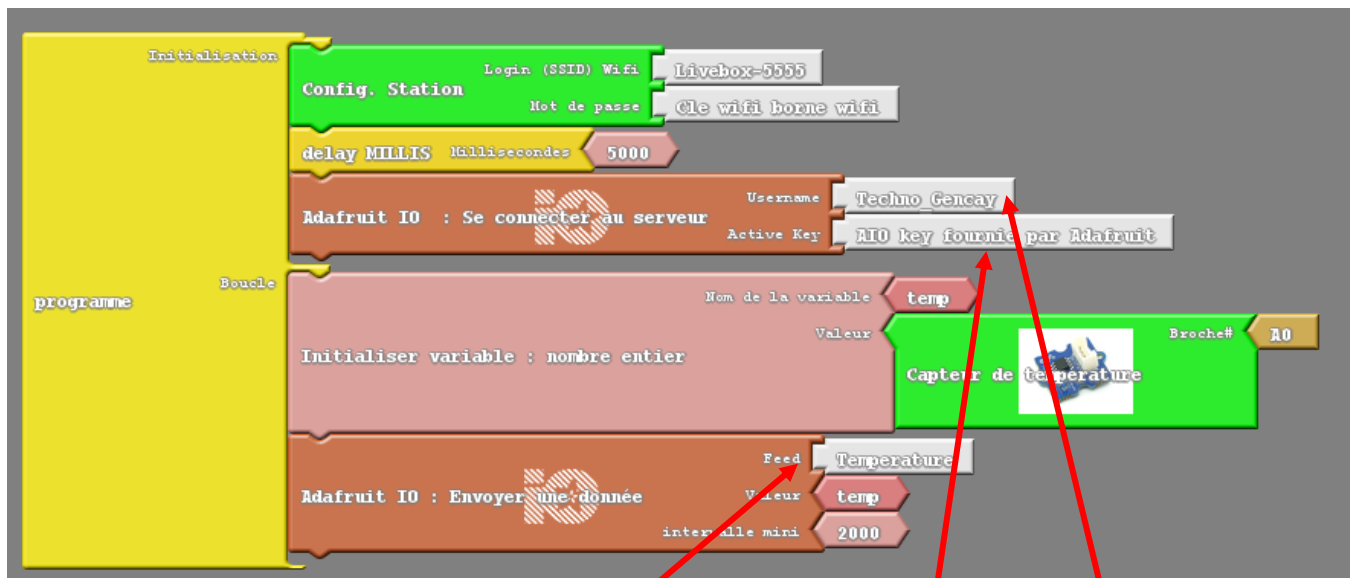 Initialisation
Login (SSID) Wifi Livebox-5555
Config. Station
Mot de passe Cle wifi borne wifi
delay MILLIS Millisecondes 5000
Username Techno_Gencay
Adafruit IO : Se connecter au serveur
Active Key AIO key fournie par Adafruit
Boucle
programme
Nom de la variable temp
Valeur Broche# A0
Initialiser variable : nombre entier
Capteur de température
Feed Temperature
Adafruit IO : Envoyer une donnée Valeur temp
intervalle mini 2000